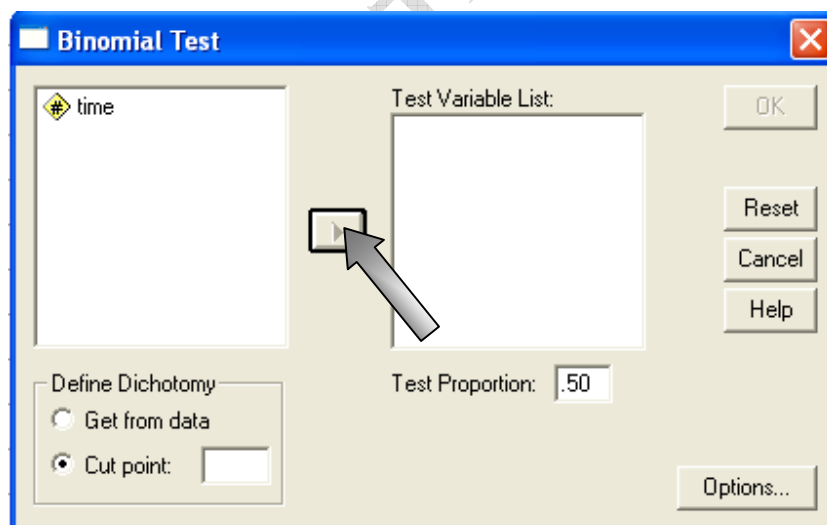 Binomial Test
time
Test Variable List:
OK
Reset
Cancel
Help
Define Dichotomy
Get from data
Cut point:
Test Proportion: .50
Options...